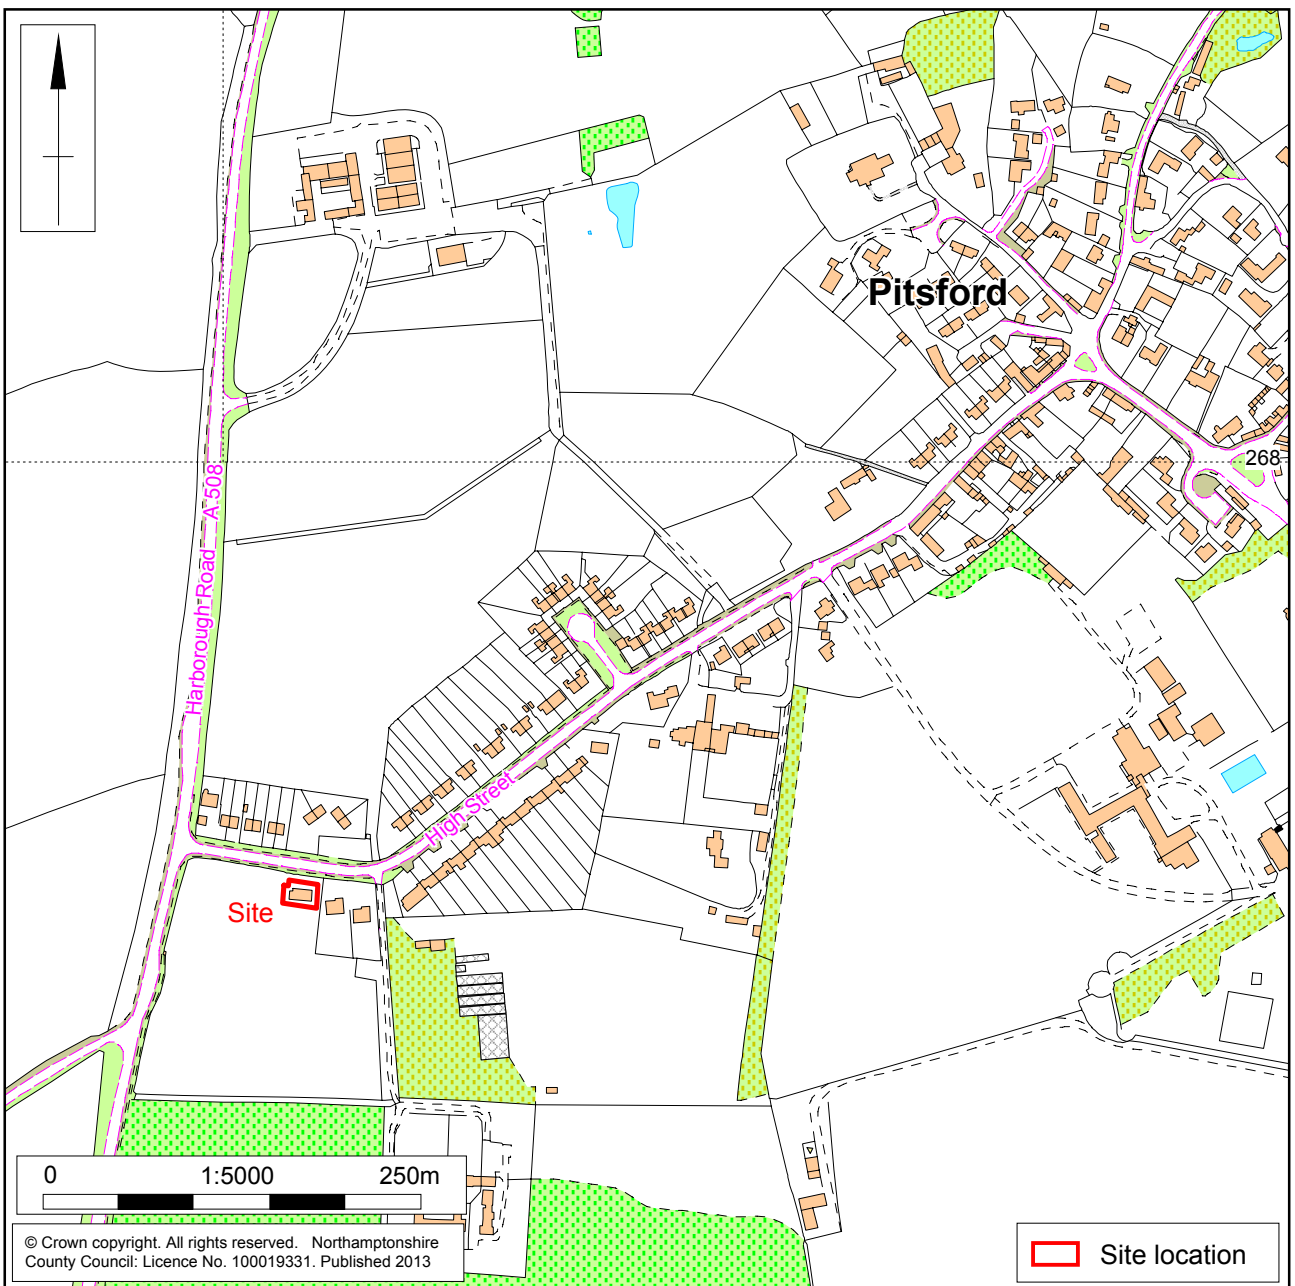 Pitsford
268
Harborough Road A 508
High Street
Site
0 1:5000 250m
© Crown copyright. All rights reserved. Northamptonshire
County Council: Licence No. 100019331. Published 2013
Site location